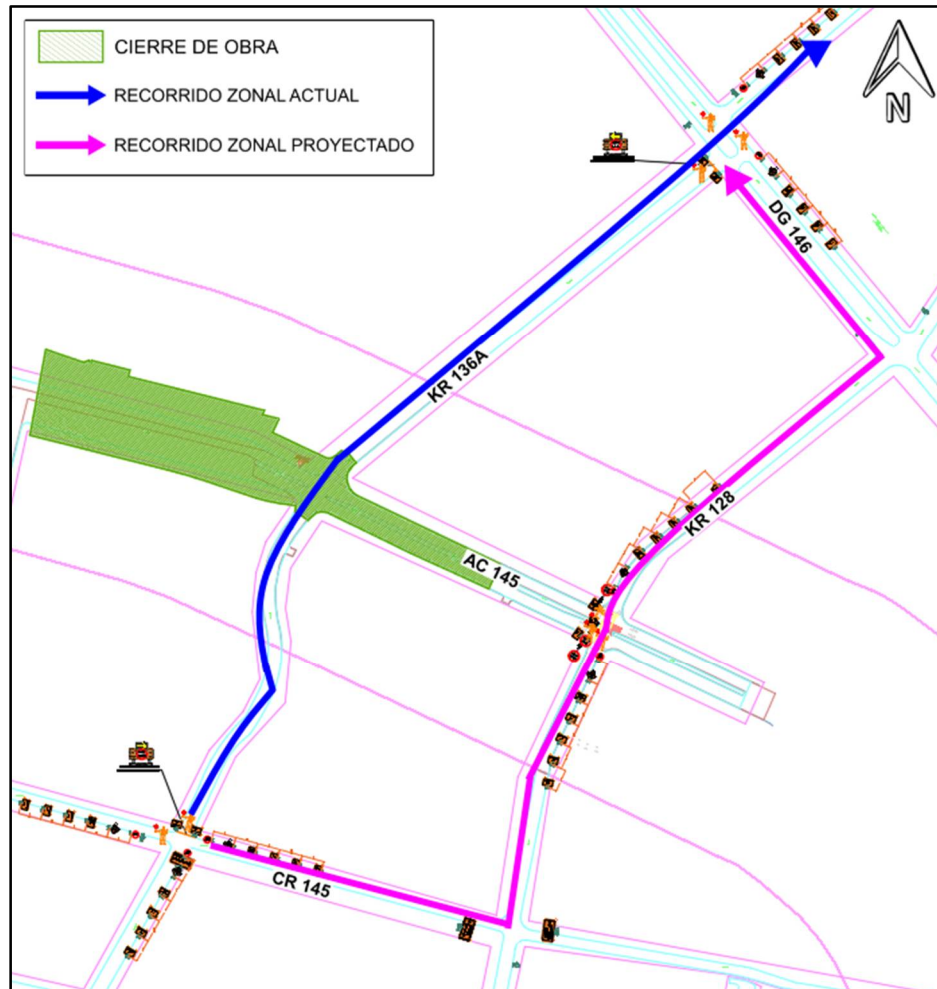 CIERRE DE OBRA
RECORRIDO ZONAL ACTUAL
RECORRIDO ZONAL PROYECTADO
N
DG 146
KR 136A
KR 128
AC 145
CR 145